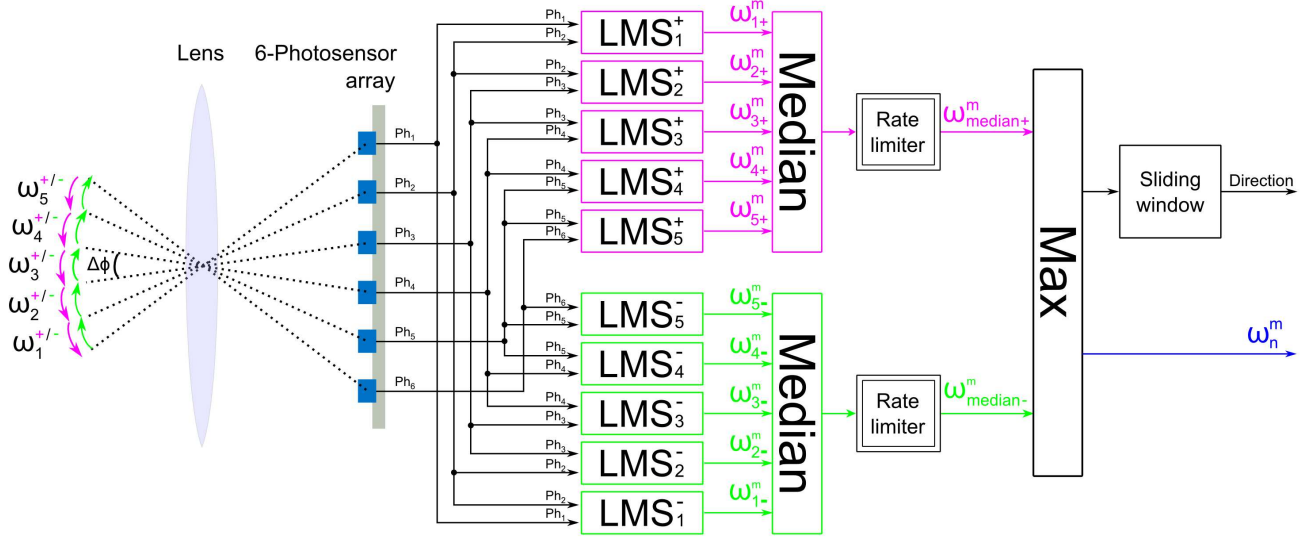 Lens
6-Photosensor
array
ω₅⁺/⁻
ω₄⁺/⁻
ω₃⁺/⁻
ω₂⁺/⁻
ω₁⁺/⁻
Δϕ
Ph₁
Ph₂
Ph₃
Ph₄
Ph₅
Ph₆
Ph₁
Ph₂
LMS₁⁺
ω₁₊ᵐ
Ph₂
Ph₃
LMS₂⁺
ω₂₊ᵐ
Ph₃
Ph₄
LMS₃⁺
ω₃₊ᵐ
Ph₄
Ph₅
LMS₄⁺
ω₄₊ᵐ
Ph₅
Ph₆
LMS₅⁺
ω₅₊ᵐ
Median
Rate
limiter
ω^m_median+
Ph₆
Ph₅
LMS₅⁻
ω₅₋ᵐ
Ph₅
Ph₄
LMS₄⁻
ω₄₋ᵐ
Ph₄
Ph₃
LMS₃⁻
ω₃₋ᵐ
Ph₃
Ph₂
LMS₂⁻
ω₂₋ᵐ
Ph₂
Ph₁
LMS₁⁻
ω₁₋ᵐ
Median
Rate
limiter
ω^m_median-
Max
Sliding
window
Direction
ωₙᵐ